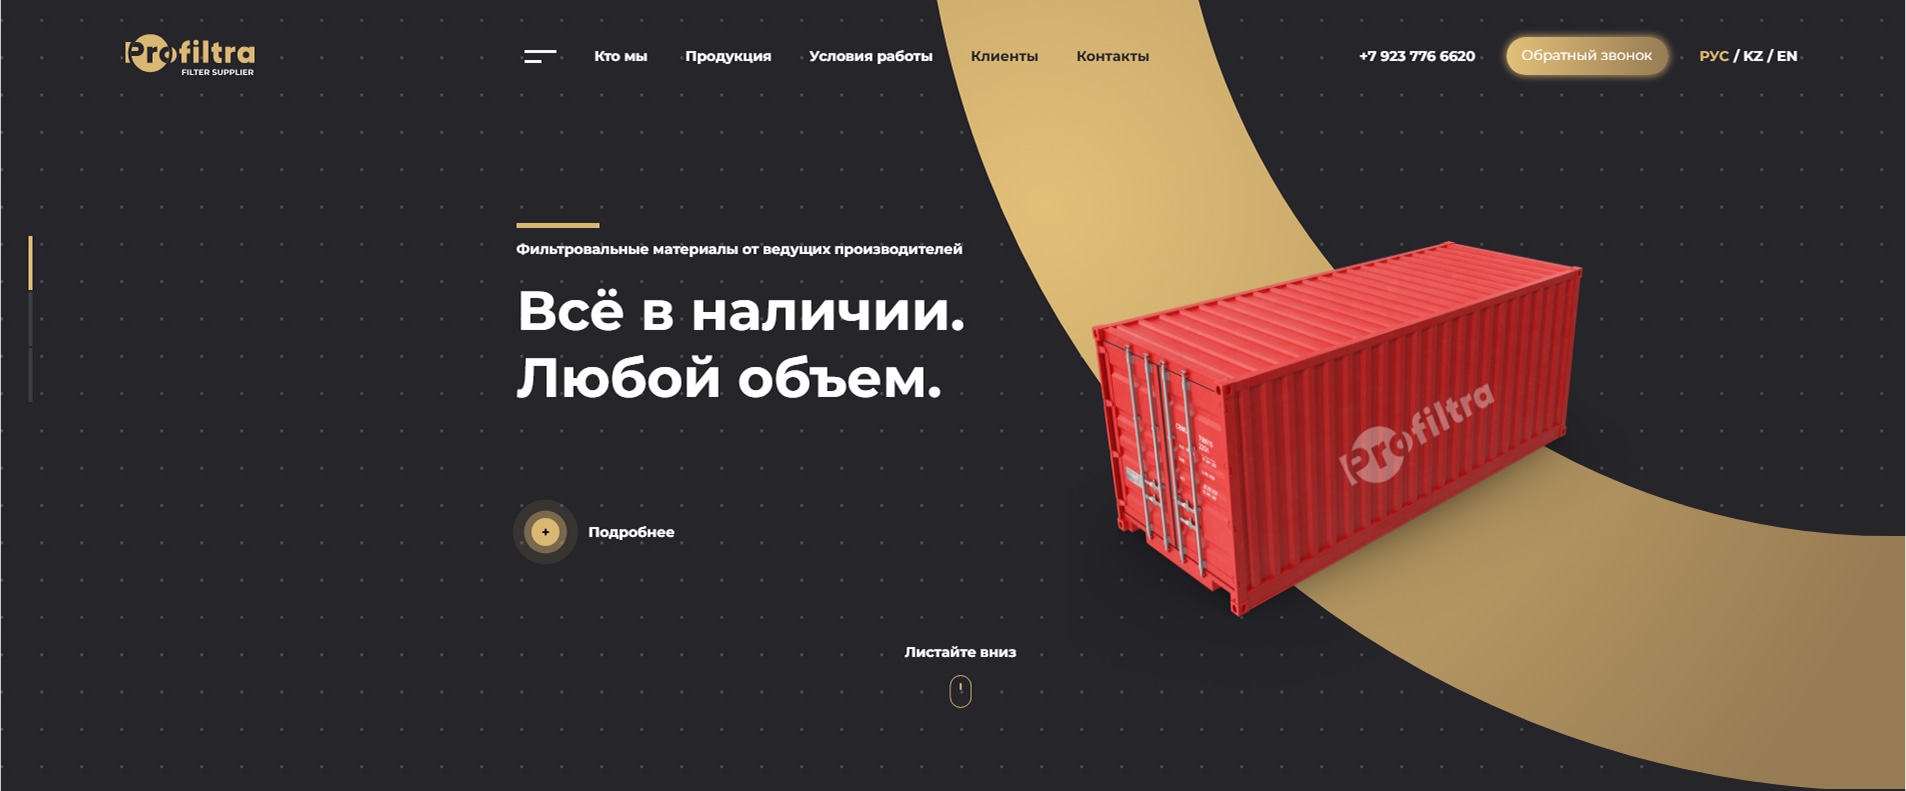 Profiltra
FILTER SUPPLIER
Кто мы
Продукция
Условия работы
Клиенты
Контакты
+7 923 776 6620
Обратный звонок
РУС / KZ / EN
Фильтровальные материалы от ведущих производителей
Всё в наличии.
Любой объем.
Profiltra
Подробнее
Листайте вниз